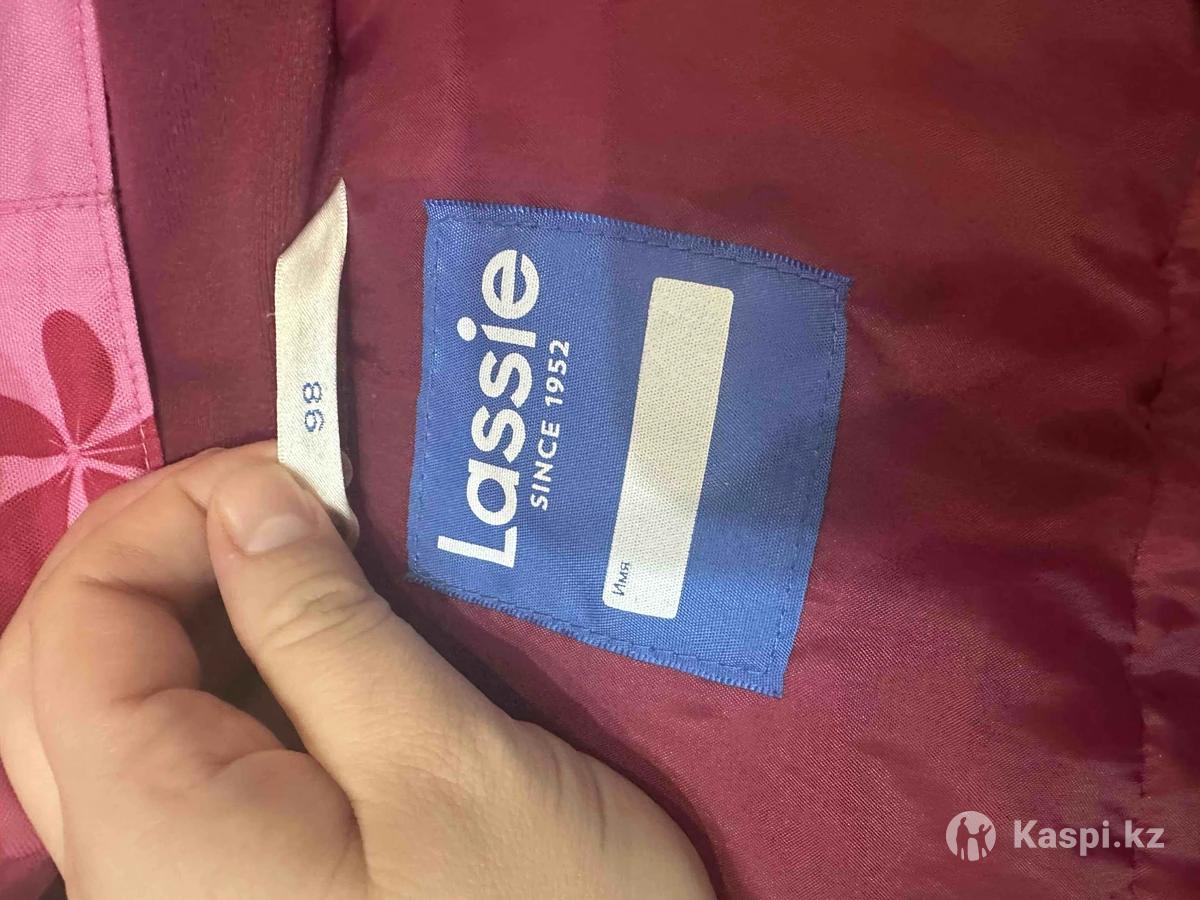 98
Lassie
SINCE 1952
Имя
Kaspi.kz